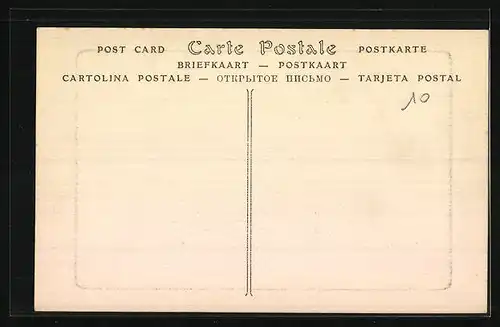 POST CARD Carte Postale POSTKARTE
BRIEFKAART — POSTKAART
CARTOLINA POSTALE — ОТКРЫТОЕ ПИСЬМО — TARJETA POSTAL
10